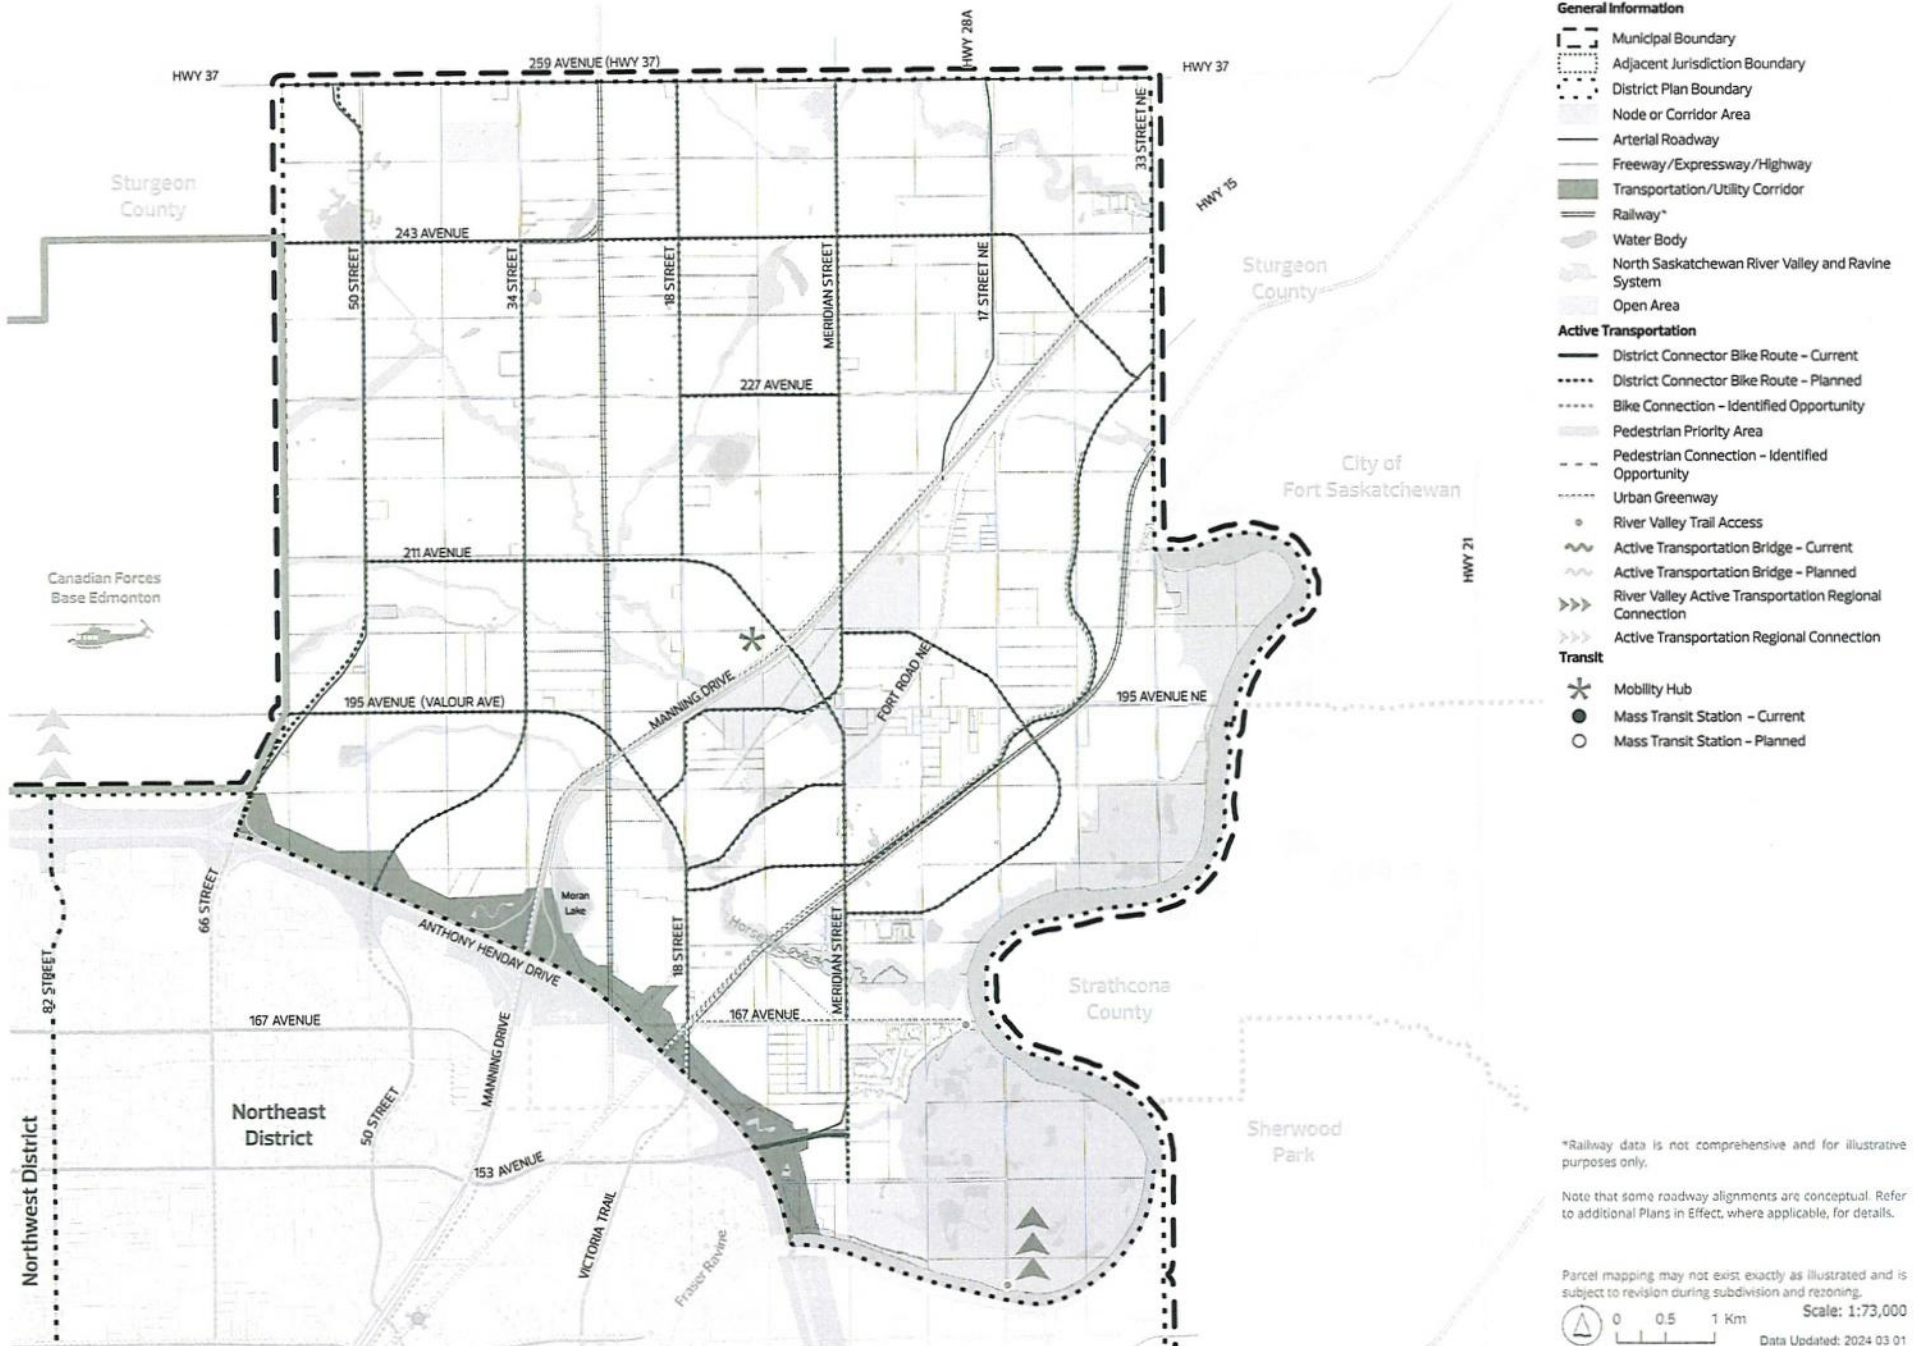 HWY 37
259 AVENUE (HWY 37)
HWY 28A
HWY 37
33 STREET NE
HWY 15
Sturgeon
County
243 AVENUE
50 STREET
34 STREET
18 STREET
MERIDIAN STREET
17 STREET NE
Sturgeon
County
227 AVENUE
City of
Fort Saskatchewan
211 AVENUE
HWY 21
Canadian Forces
Base Edmonton
195 AVENUE (VALOUR AVE)
MANNING DRIVE
FORT ROAD NE
195 AVENUE NE
66 STREET
Moran
Lake
ANTHONY HENDAY DRIVE
18 STREET
MERIDIAN STREET
82 STREET
167 AVENUE
167 AVENUE
Strathcona
County
MANNING DRIVE
50 STREET
Northeast
District
153 AVENUE
VICTORIA TRAIL
Fraser Ravine
Sherwood
Park
Northwest District
General Information
Municipal Boundary
Adjacent Jurisdiction Boundary
District Plan Boundary
Node or Corridor Area
Arterial Roadway
Freeway/Expressway/Highway
Transportation/Utility Corridor
Railway*
Water Body
North Saskatchewan River Valley and Ravine
System
Open Area
Active Transportation
District Connector Bike Route - Current
District Connector Bike Route - Planned
Bike Connection - Identified Opportunity
Pedestrian Priority Area
Pedestrian Connection - Identified
Opportunity
Urban Greenway
River Valley Trail Access
Active Transportation Bridge - Current
Active Transportation Bridge - Planned
River Valley Active Transportation Regional
Connection
Active Transportation Regional Connection
Transit
Mobility Hub
Mass Transit Station - Current
Mass Transit Station - Planned
*Railway data is not comprehensive and for illustrative
purposes only.
Note that some roadway alignments are conceptual. Refer
to additional Plans in Effect, where applicable, for details.
Parcel mapping may not exist exactly as illustrated and is
subject to revision during subdivision and rezoning.
Scale: 1:73,000
0 0.5 1 Km
Data Updated: 2024 03 01